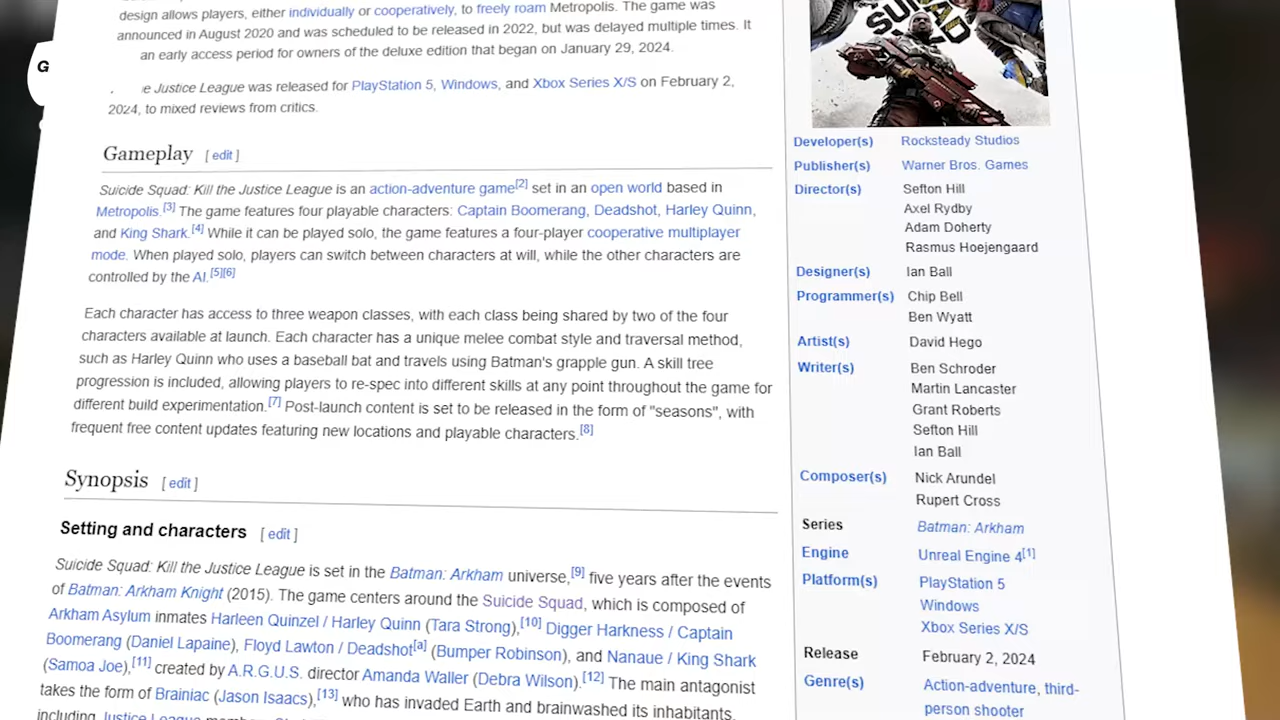 design allows players, either individually or cooperatively, to freely roam Metropolis. The game was
announced in August 2020 and was scheduled to be released in 2022, but was delayed multiple times. It
an early access period for owners of the deluxe edition that began on January 29, 2024.
G
e Justice League was released for PlayStation 5, Windows, and Xbox Series X/S on February 2,
2024, to mixed reviews from critics.
Gameplay [ edit ]
Suicide Squad: Kill the Justice League is an action-adventure game[2] set in an open world based in
Metropolis.[3] The game features four playable characters: Captain Boomerang, Deadshot, Harley Quinn,
and King Shark.[4] While it can be played solo, the game features a four-player cooperative multiplayer
mode. When played solo, players can switch between characters at will, while the other characters are
controlled by the AI.[5][6]
Each character has access to three weapon classes, with each class being shared by two of the four
characters available at launch. Each character has a unique melee combat style and traversal method,
such as Harley Quinn who uses a baseball bat and travels using Batman's grapple gun. A skill tree
progression is included, allowing players to re-spec into different skills at any point throughout the game for
different build experimentation.[7] Post-launch content is set to be released in the form of "seasons", with
frequent free content updates featuring new locations and playable characters.[8]
Synopsis [ edit ]
Setting and characters [ edit ]
Suicide Squad: Kill the Justice League is set in the Batman: Arkham universe,[9] five years after the events
of Batman: Arkham Knight (2015). The game centers around the Suicide Squad, which is composed of
Arkham Asylum inmates Harleen Quinzel / Harley Quinn (Tara Strong),[10] Digger Harkness / Captain
Boomerang (Daniel Lapaine), Floyd Lawton / Deadshot[a] (Bumper Robinson), and Nanaue / King Shark
(Samoa Joe),[11] created by A.R.G.U.S. director Amanda Waller (Debra Wilson).[12] The main antagonist
takes the form of Brainiac (Jason Isaacs),[13] who has invaded Earth and brainwashed its inhabitants,
including Justice League
SUICIDE
SQUAD
Developer(s) Rocksteady Studios
Publisher(s) Warner Bros. Games
Director(s) Sefton Hill
Axel Rydby
Adam Doherty
Rasmus Hoejengaard
Designer(s) Ian Ball
Programmer(s) Chip Bell
Ben Wyatt
Artist(s) David Hego
Writer(s) Ben Schroder
Martin Lancaster
Grant Roberts
Sefton Hill
Ian Ball
Composer(s) Nick Arundel
Rupert Cross
Series Batman: Arkham
Engine Unreal Engine 4[1]
Platform(s) PlayStation 5
Windows
Xbox Series X/S
Release February 2, 2024
Genre(s) Action-adventure, third-
person shooter